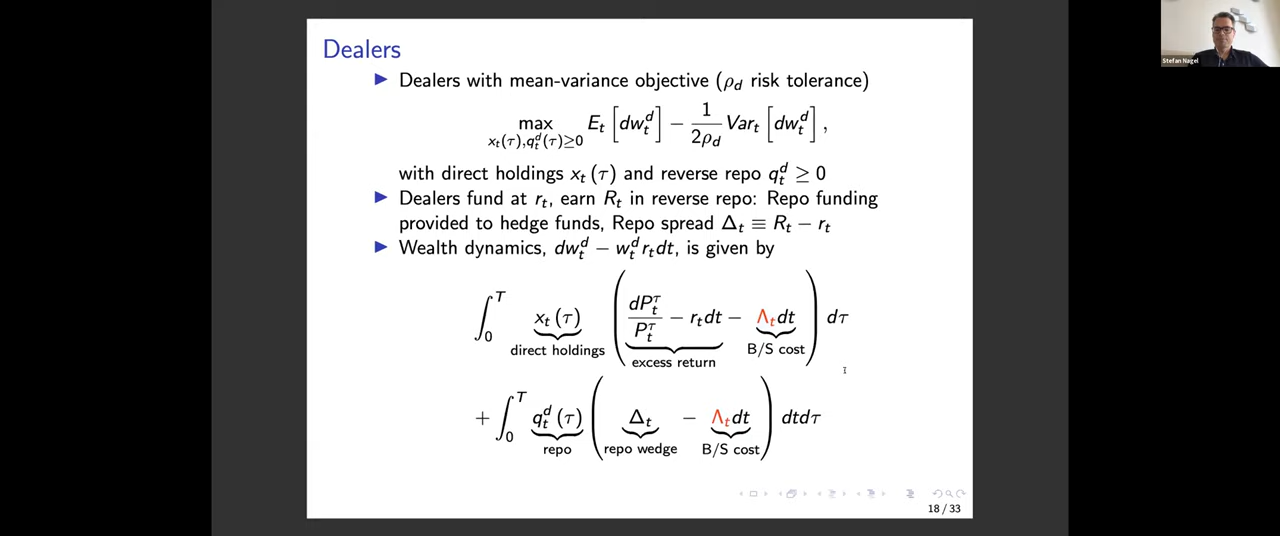 Dealers
▶ Dealers with mean-variance objective (ρ_d risk tolerance)
max_{x_t(τ),q_t^d(τ)≥0} E_t [dw_t^d] − \frac{1}{2ρ_d} Var_t [dw_t^d] ,
with direct holdings x_t (τ) and reverse repo q_t^d ≥ 0
▶ Dealers fund at r_t, earn R_t in reverse repo: Repo funding
provided to hedge funds, Repo spread Δ_t ≡ R_t − r_t
▶ Wealth dynamics, dw_t^d − w_t^d r_t dt, is given by
∫_0^T x_t (τ) ( \frac{dP_t^τ}{P_t^τ} − r_t dt − Λ_t dt ) dτ
direct holdings excess return B/S cost
+ ∫_0^T q_t^d (τ) ( Δ_t − Λ_t dt ) dtdτ
repo repo wedge B/S cost
18 / 33
Stefan Nagel